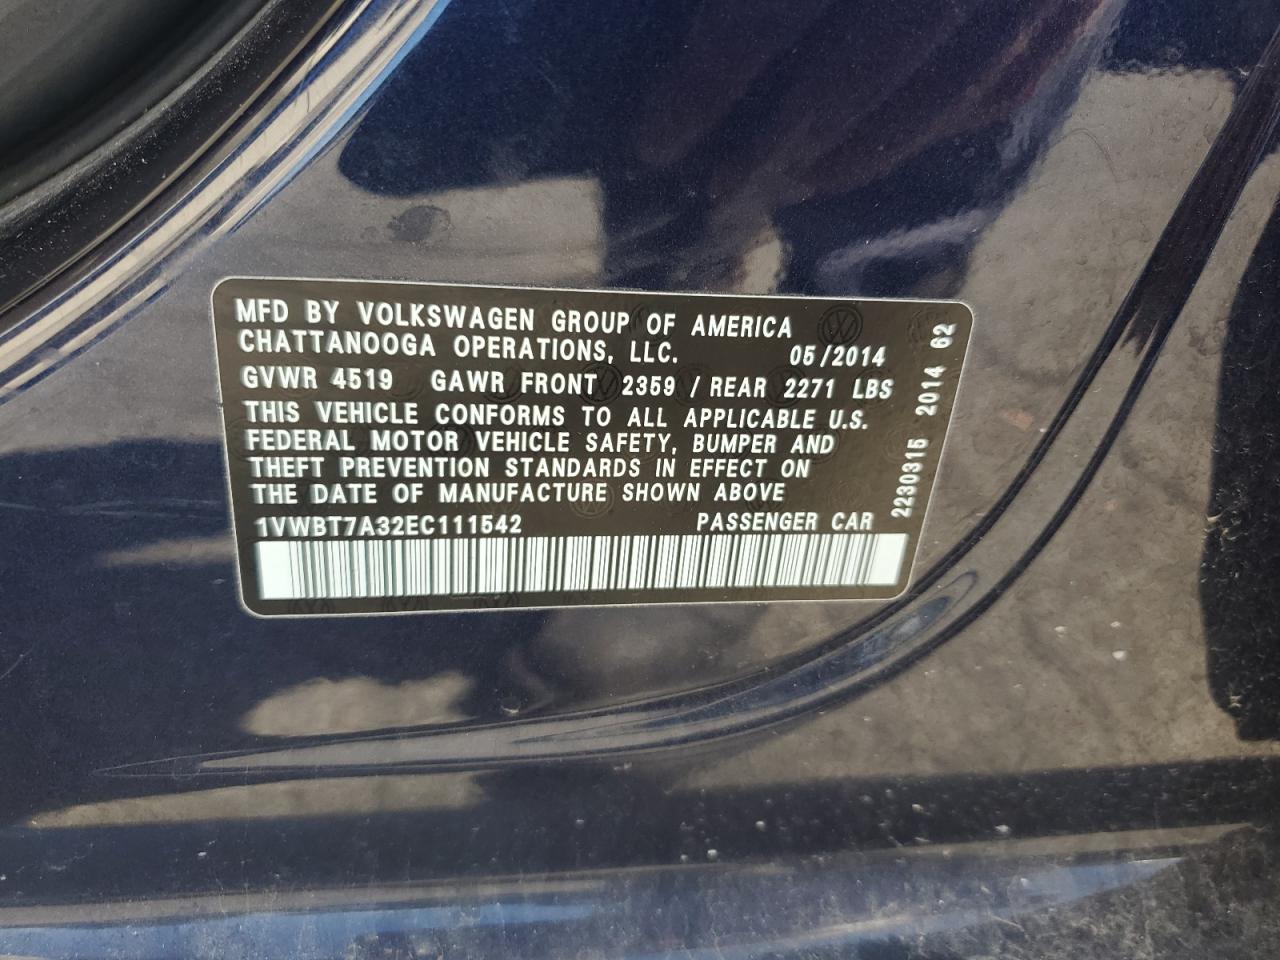 MFD BY VOLKSWAGEN GROUP OF AMERICA
CHATTANOOGA OPERATIONS, LLC. 05/2014
GVWR 4519 GAWR FRONT 2359 / REAR 2271 LBS
THIS VEHICLE CONFORMS TO ALL APPLICABLE U.S.
FEDERAL MOTOR VEHICLE SAFETY, BUMPER AND
THEFT PREVENTION STANDARDS IN EFFECT ON
THE DATE OF MANUFACTURE SHOWN ABOVE
1VWBT7A32EC111542 PASSENGER CAR
2230315 2014 62